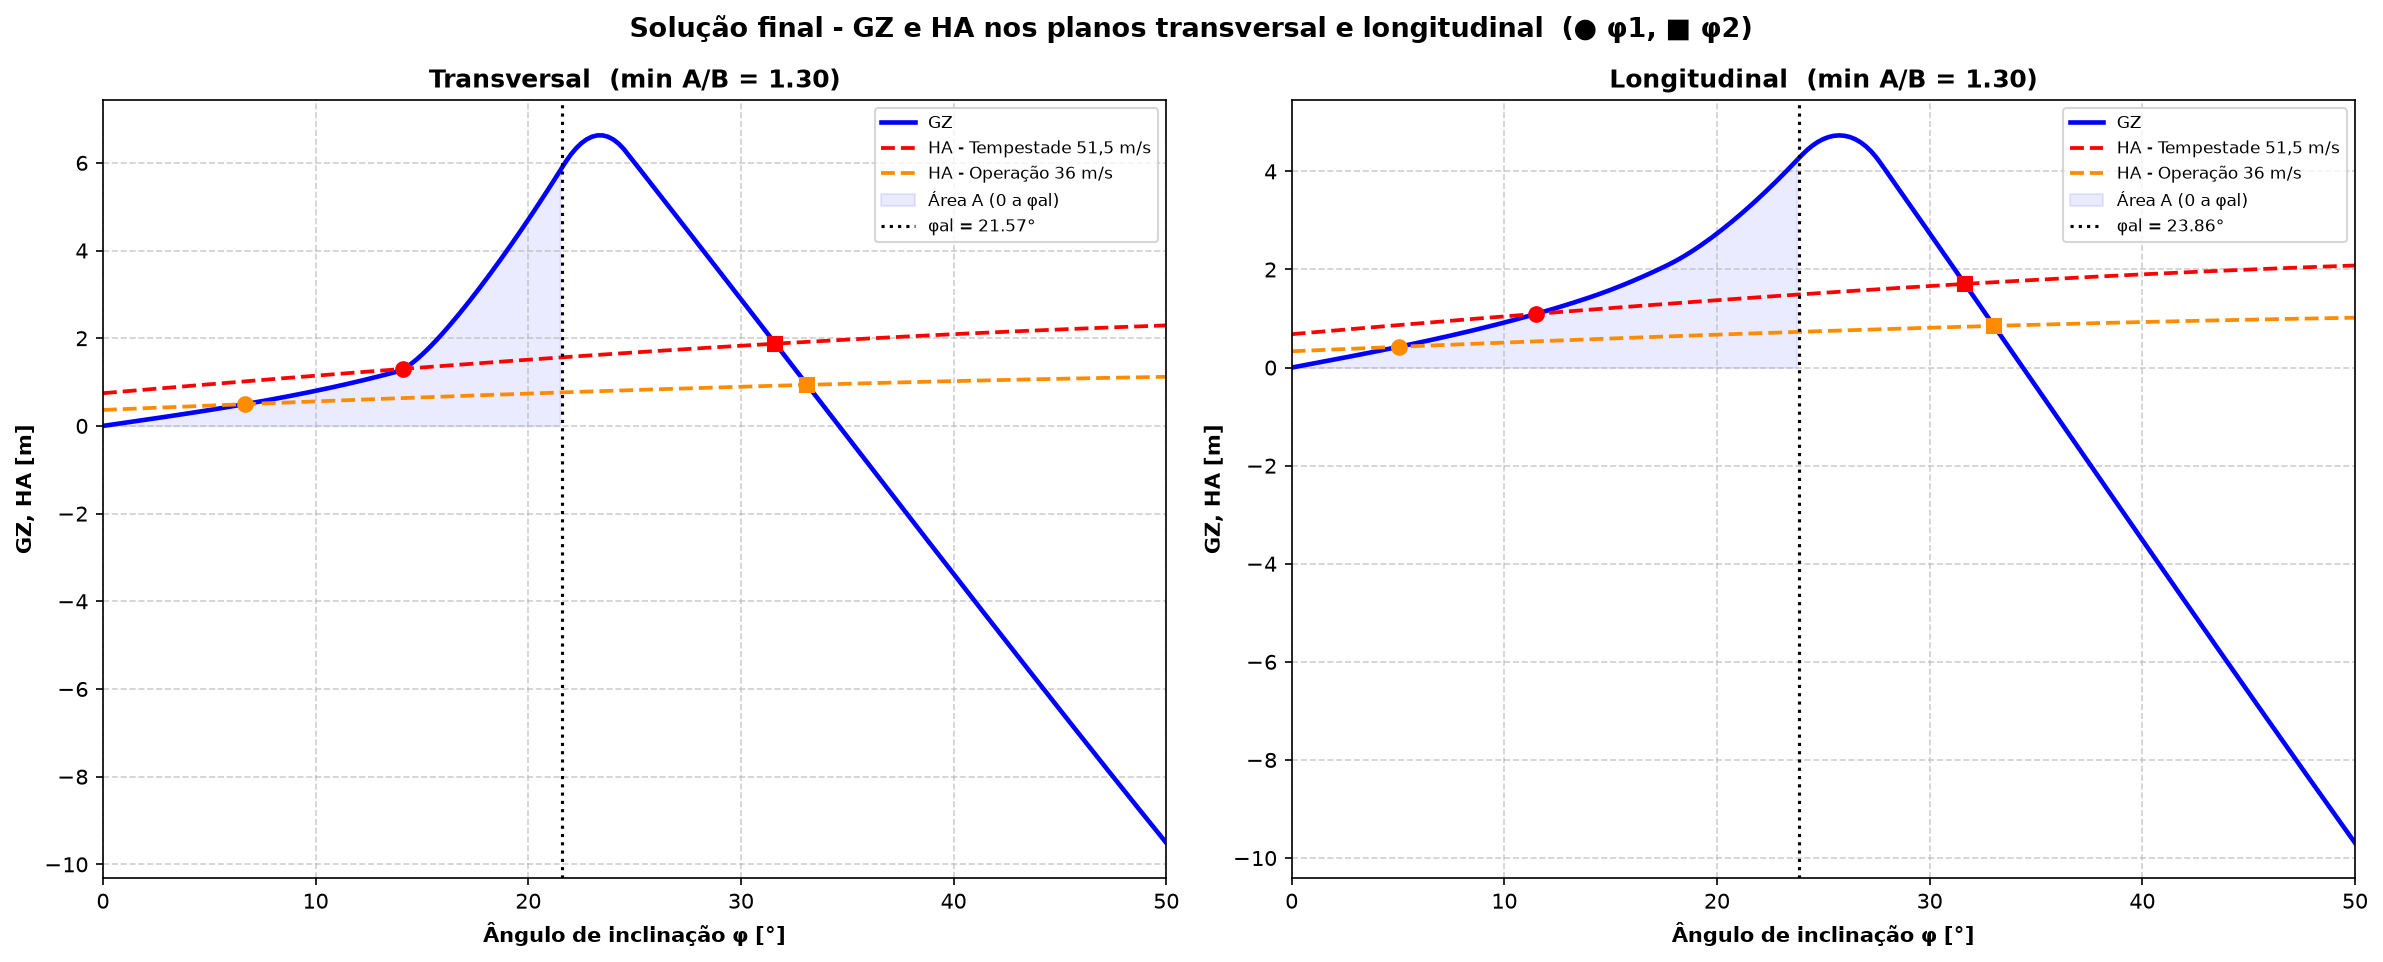 Solução final - GZ e HA nos planos transversal e longitudinal  (● φ1, ■ φ2)
Transversal  (min A/B = 1.30)
GZ
HA - Tempestade 51,5 m/s
HA - Operação 36 m/s
Área A (0 a φal)
φal = 21.57°
GZ, HA [m]
6
4
2
0
−2
−4
−6
−8
−10
0 10 20 30 40 50
Ângulo de inclinação φ [°]
Longitudinal  (min A/B = 1.30)
GZ
HA - Tempestade 51,5 m/s
HA - Operação 36 m/s
Área A (0 a φal)
φal = 23.86°
GZ, HA [m]
4
2
0
−2
−4
−6
−8
−10
0 10 20 30 40 50
Ângulo de inclinação φ [°]